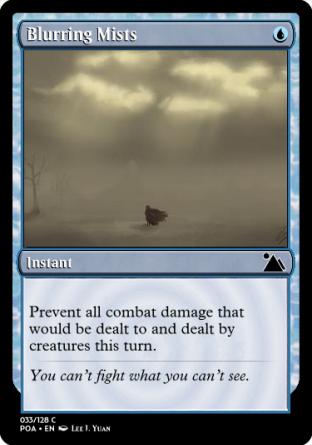 Blurring Mists
Instant
Prevent all combat damage that
would be dealt to and dealt by
creatures this turn.
You can't fight what you can't see.
033/128 C
POA • EN Lee J. Yuan